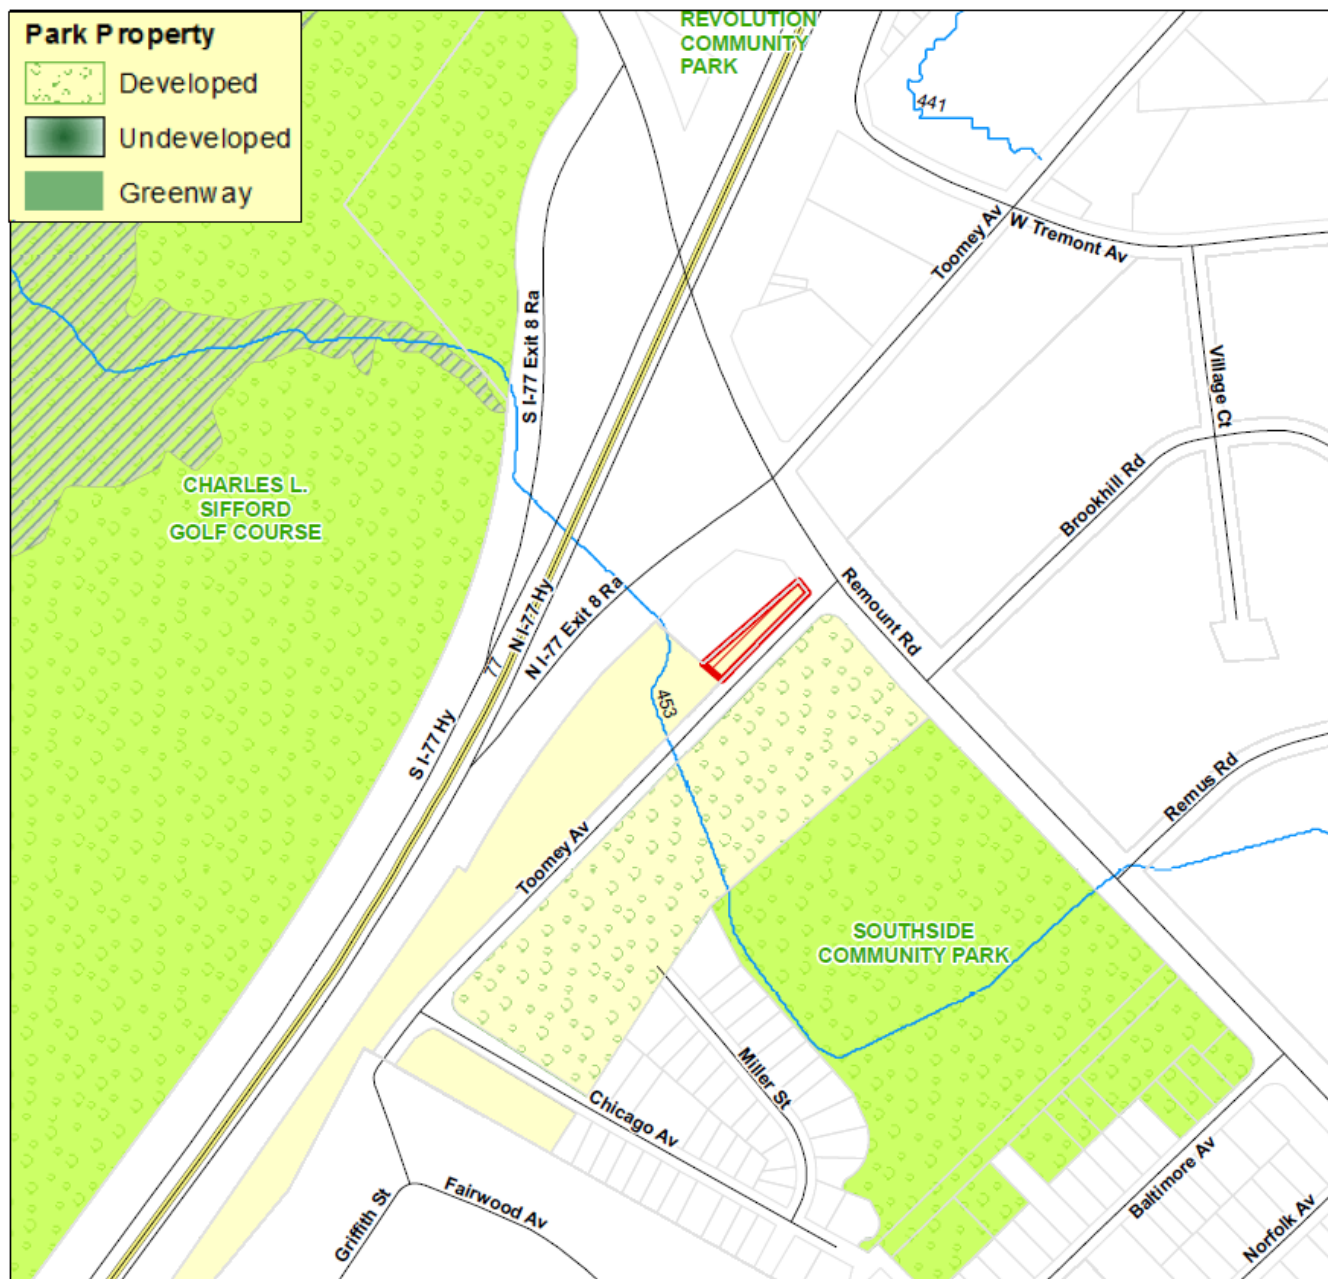 Park Property
Developed
Undeveloped
Greenway
REVOLUTION
COMMUNITY
PARK
441
Toomey Av
W Tremont Av
S I-77 Exit 8 Ra
Village Ct
Brookhill Rd
CHARLES L.
SIFFORD
GOLF COURSE
N I-77 Hy
N I-77 Exit 8 Ra
Remount Rd
77
453
S I-77 Hy
Remus Rd
Toomey Av
SOUTHSIDE
COMMUNITY PARK
Miller St
Chicago Av
Baltimore Av
Fairwood Av
Griffith St
Norfolk Av